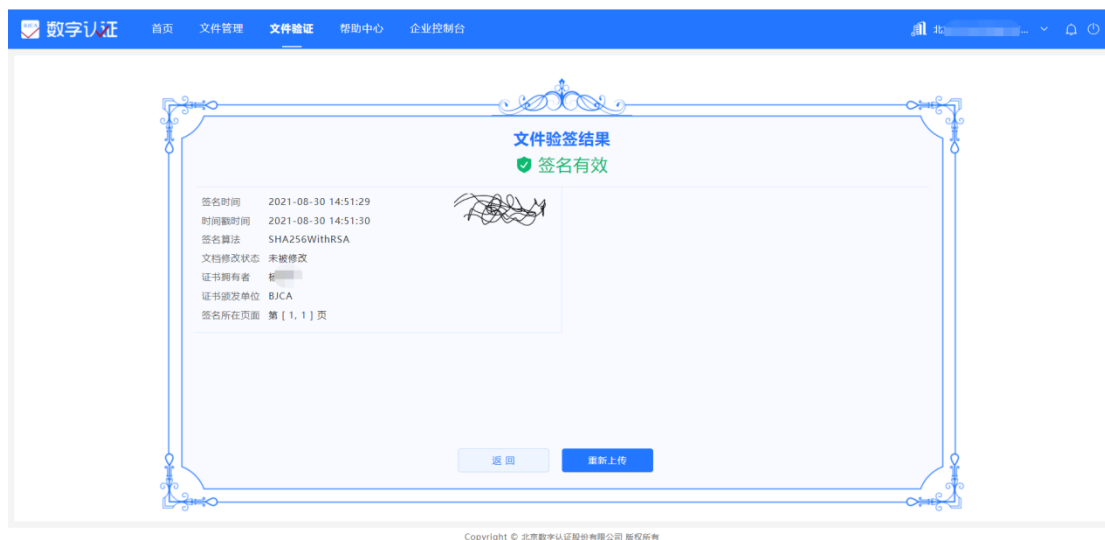 BJCA 数字认证 首页 文件管理 文件验证 帮助中心 企业控制台 北 ...
文件验签结果
签名有效
签名时间 2021-08-30 14:51:29
时间戳时间 2021-08-30 14:51:30
签名算法 SHA256WithRSA
文档修改状态 未被修改
证书拥有者
证书颁发单位 BJCA
签名所在页面 第 [ 1, 1 ] 页
返 回 重新上传
Copyright © 北京数字认证股份有限公司 版权所有